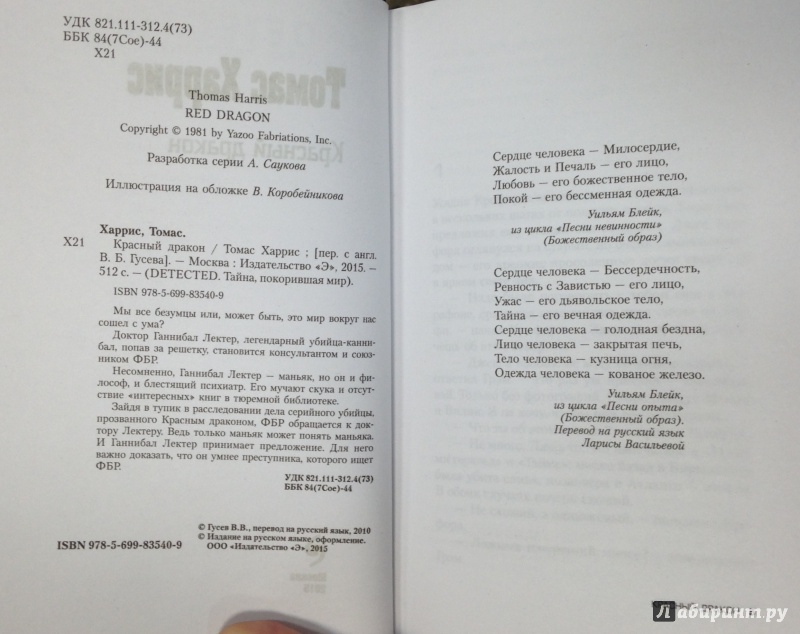 УДК 821.111-312.4(73)
ББК 84(7Сое)-44
Х21
Томас Харрис
Красный дракон
Thomas Harris
RED DRAGON
Copyright © 1981 by Yazoo Fabriations, Inc.
Разработка серии А. Саукова
Иллюстрация на обложке В. Коробейникова
Харрис, Томас.
Х21
Красный дракон / Томас Харрис : [пер. с англ.
В. Б. Гусева]. – Москва : Издательство «Э», 2015. –
512 с. – (DETECTED. Тайна, покорившая мир).
ISBN 978-5-699-83540-9
Мы все безумцы или, может быть, это мир вокруг нас
сошел с ума?
Доктор Ганнибал Лектер, легендарный убийца-канни-
бал, попав за решетку, становится консультантом и союз-
ником ФБР.
Несомненно, Ганнибал Лектер – маньяк, но он и фи-
лософ, и блестящий психиатр. Его мучают скука и отсут-
ствие «интересных» книг в тюремной библиотеке.
Зайдя в тупик в расследовании дела серийного убийцы,
прозванного Красным драконом, ФБР обращается к док-
тору Лектеру. Ведь только маньяк может понять маньяка.
И Ганнибал Лектер принимает предложение. Для него
важно доказать, что он умнее преступника, которого ищет
ФБР.
УДК 821.111-312.4(73)
ББК 84(7Сое)-44
© Гусев В.В., перевод на русский язык, 2010
© Издание на русском языке, оформление.
ООО «Издательство «Э», 2015
ISBN 978-5-699-83540-9
Сердце человека – Милосердие,
Жалость и Печаль – его лицо,
Любовь – его божественное тело,
Покой – его бессменная одежда.
Уильям Блейк,
из цикла «Песни невинности»
(Божественный образ)
Сердце человека – Бессердечность,
Ревность с Завистью – его лицо,
Ужас – его дьявольское тело,
Тайна – его вечная одежда.
Сердце человека – голодная бездна,
Лицо человека – закрытая печь,
Тело человека – кузница огня,
Одежда человека – кованое железо.
Уильям Блейк,
из цикла «Песни опыта»
(Божественный образ).
Перевод на русский язык
Ларисы Васильевой
Лабиринт.ру